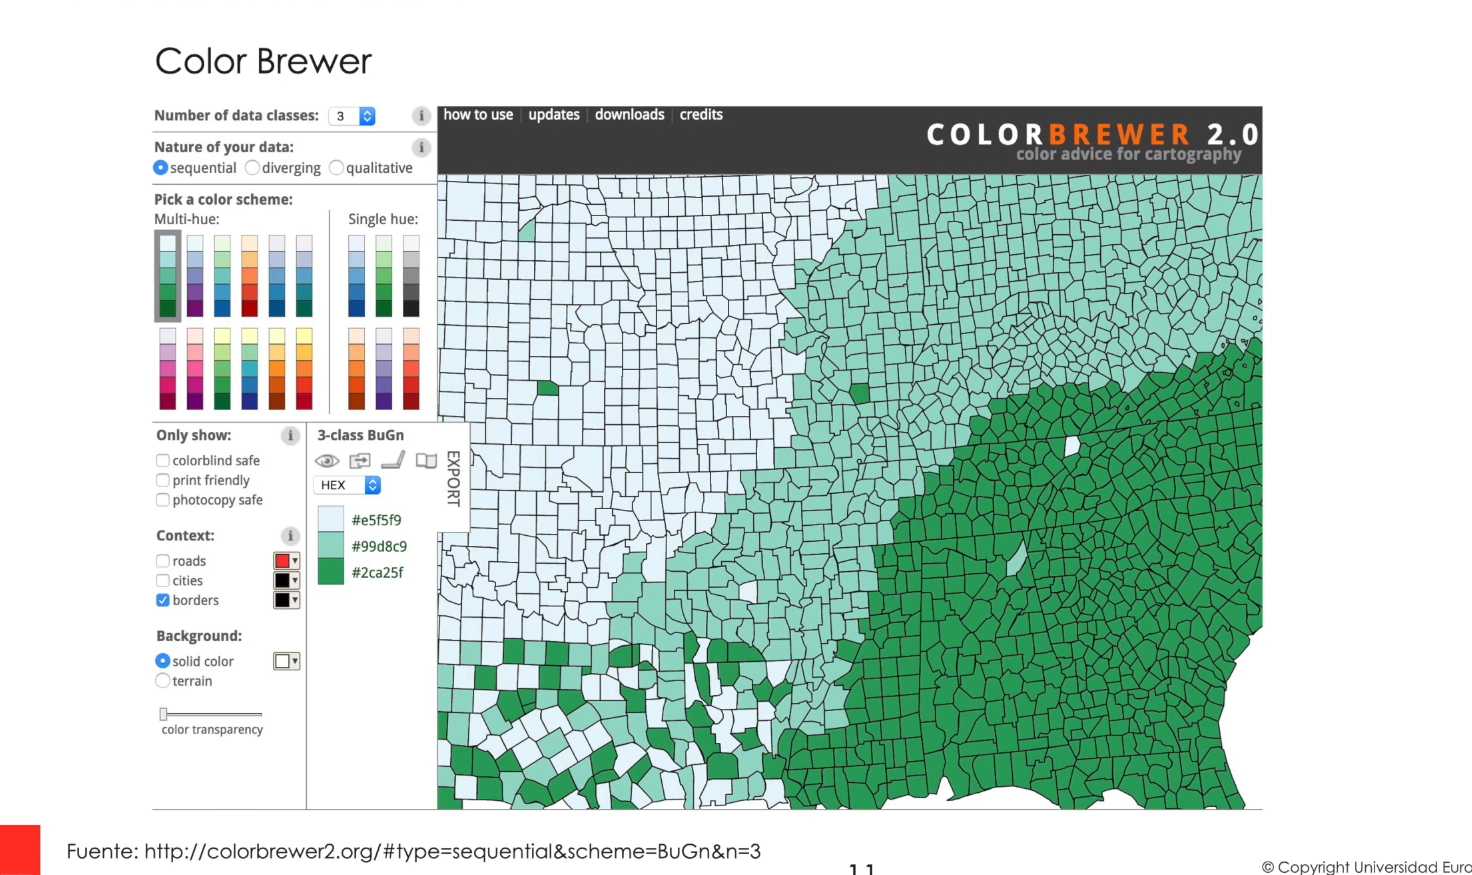 Color Brewer
Number of data classes: 3
i
Nature of your data:
i
sequential diverging qualitative
Pick a color scheme:
Multi-hue:
Single hue:
Only show:
i
colorblind safe
print friendly
photocopy safe
Context:
i
roads
cities
borders
Background:
solid color
terrain
color transparency
3-class BuGn
HEX
EXPORT
#e5f5f9
#99d8c9
#2ca25f
how to use updates downloads credits
COLORBREWER 2.0
color advice for cartography
Fuente: http://colorbrewer2.org/#type=sequential&scheme=BuGn&n=3
11
© Copyright Universidad Euro